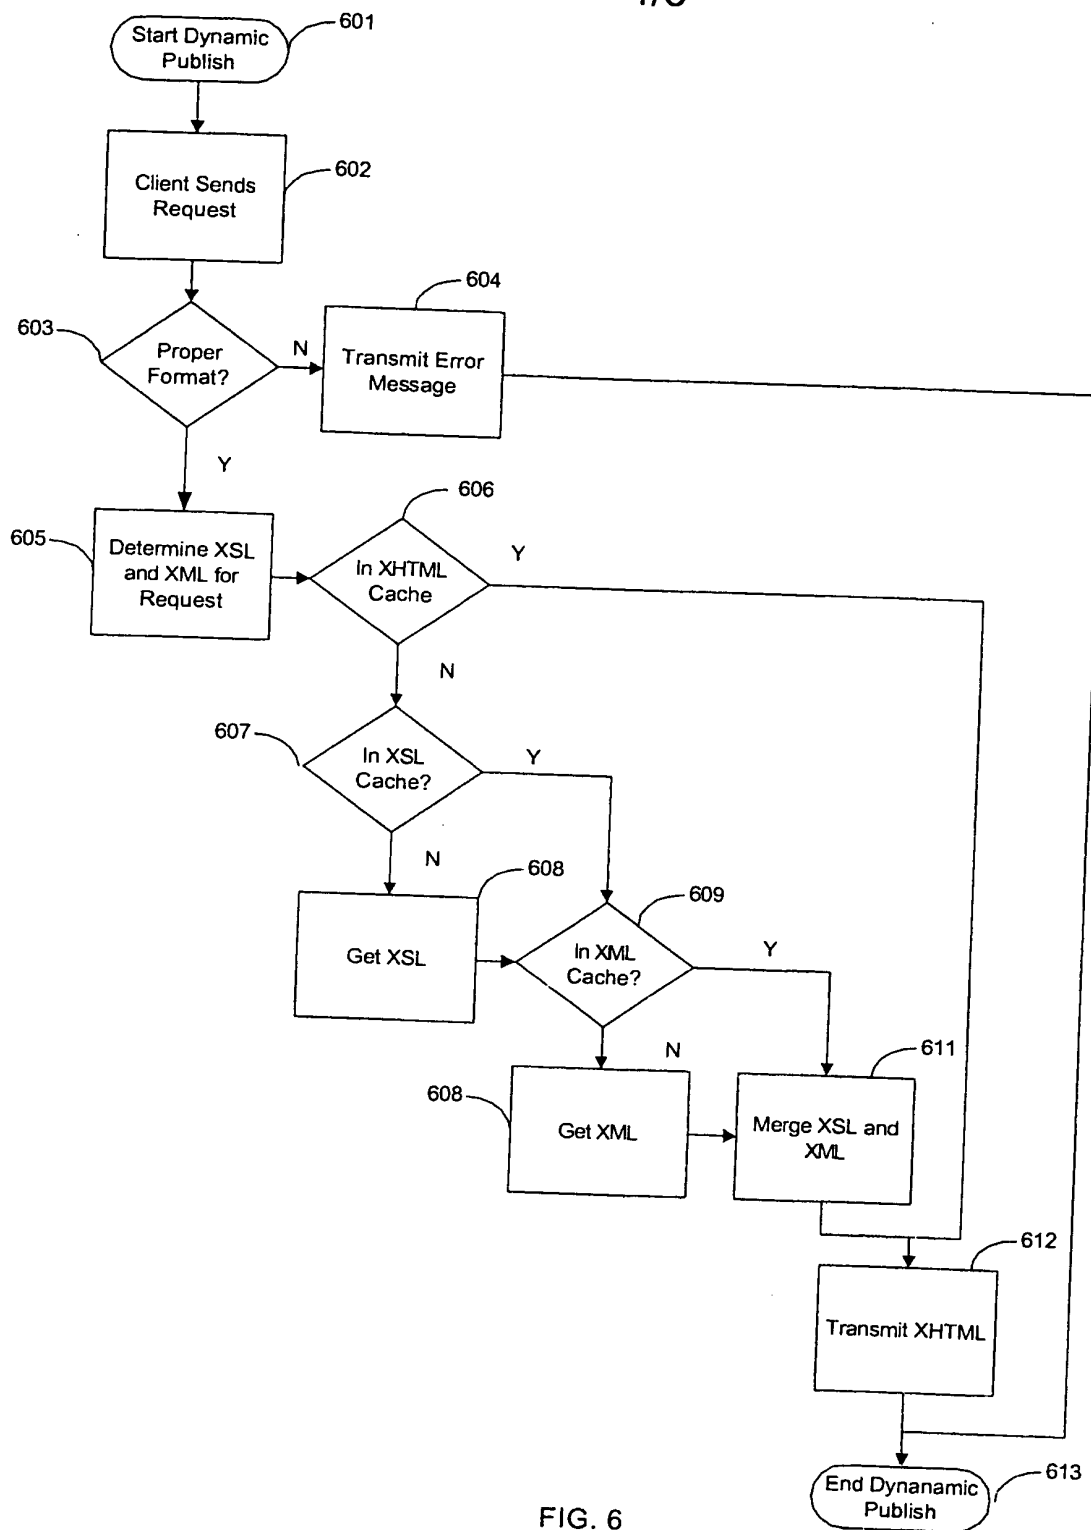 Start Dynamic
Publish
601
Client Sends
Request
602
603
Proper
Format?
N
604
Transmit Error
Message
Y
605
Determine XSL
and XML for
Request
606
In XHTML
Cache
Y
N
607
In XSL
Cache?
Y
N
608
Get XSL
609
In XML
Cache?
Y
N
608
Get XML
611
Merge XSL and
XML
612
Transmit XHTML
End Dynanamic
Publish
613
FIG. 6